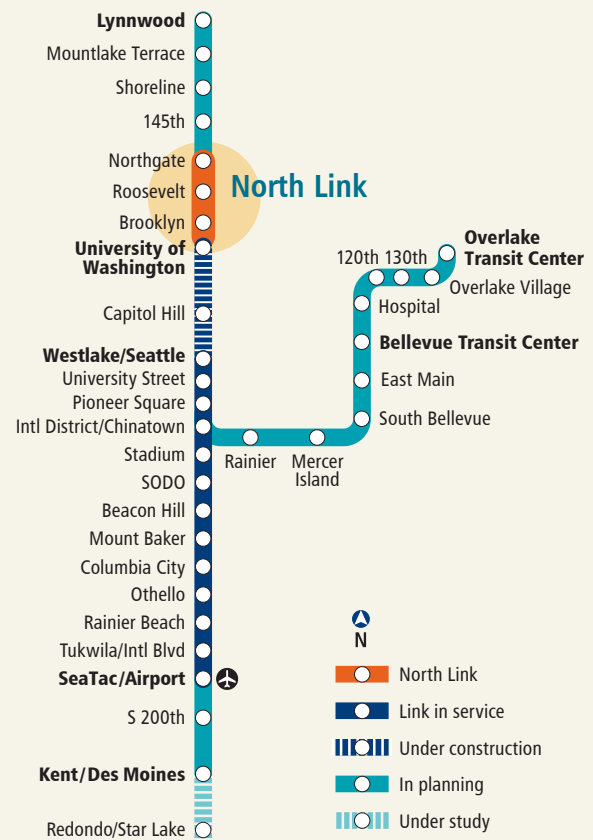 Lynnwood
Mountlake Terrace
Shoreline
145th
Northgate
Roosevelt
Brooklyn
North Link
University of
Washington
Capitol Hill
Westlake/Seattle
University Street
Pioneer Square
Intl District/Chinatown
Stadium
SODO
Beacon Hill
Mount Baker
Columbia City
Othello
Rainier Beach
Tukwila/Intl Blvd
SeaTac/Airport
S 200th
Kent/Des Moines
Redondo/Star Lake
Rainier
Mercer
Island
South Bellevue
East Main
Bellevue Transit Center
Hospital
120th 130th
Overlake Village
Overlake
Transit Center
N
North Link
Link in service
Under construction
In planning
Under study